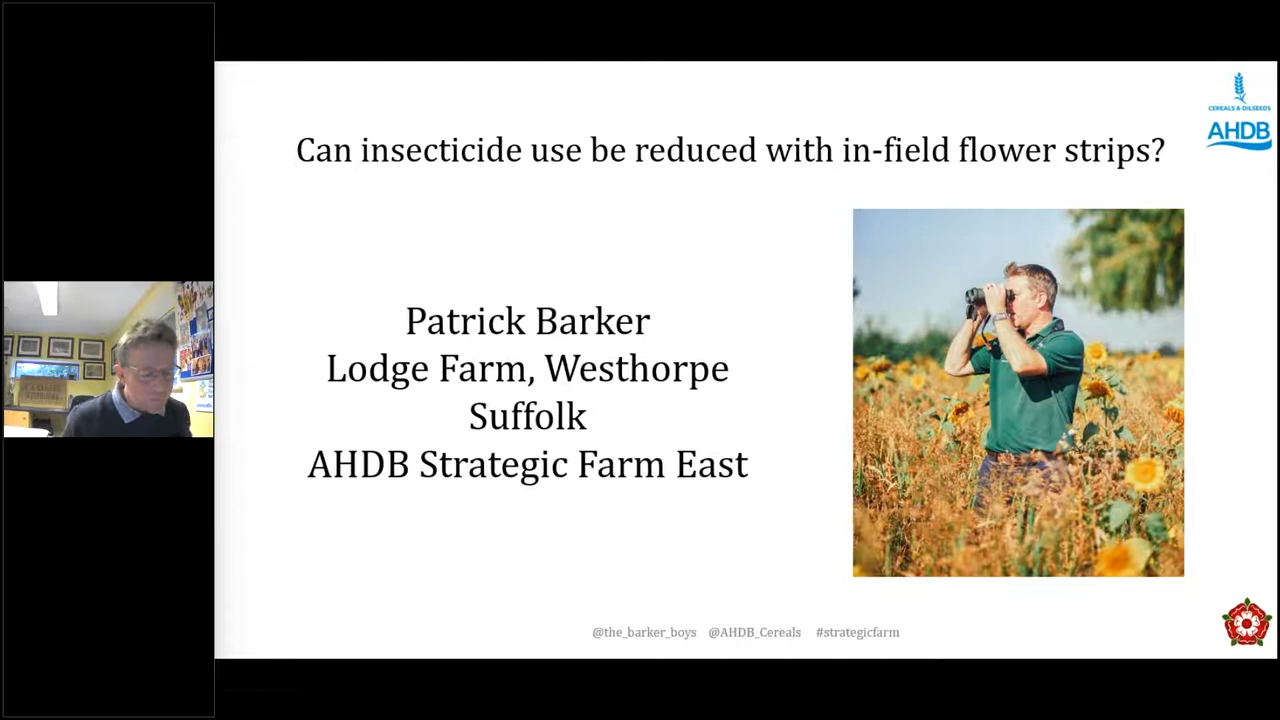 Can insecticide use be reduced with in-field flower strips?
CEREALS & OILSEEDS
AHDB
Patrick Barker
Lodge Farm, Westhorpe
Suffolk
AHDB Strategic Farm East
@the_barker_boys @AHDB_Cereals #strategicfarm